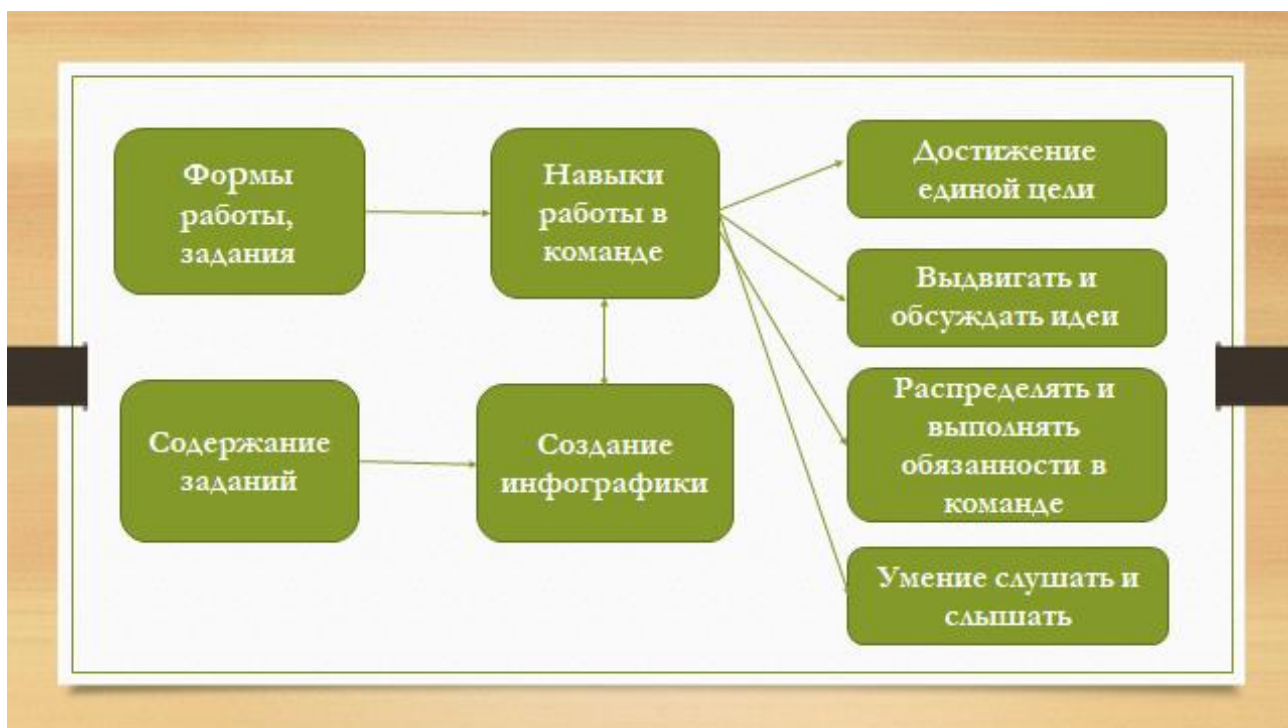 Формы
работы,
задания
Навыки
работы в
команде
Достижение
единой цели
Выдвигать и
обсуждать идеи
Содержание
заданий
Создание
инфографики
Распределять и
выполнять
обязанности в
команде
Умение слушать и
слышать